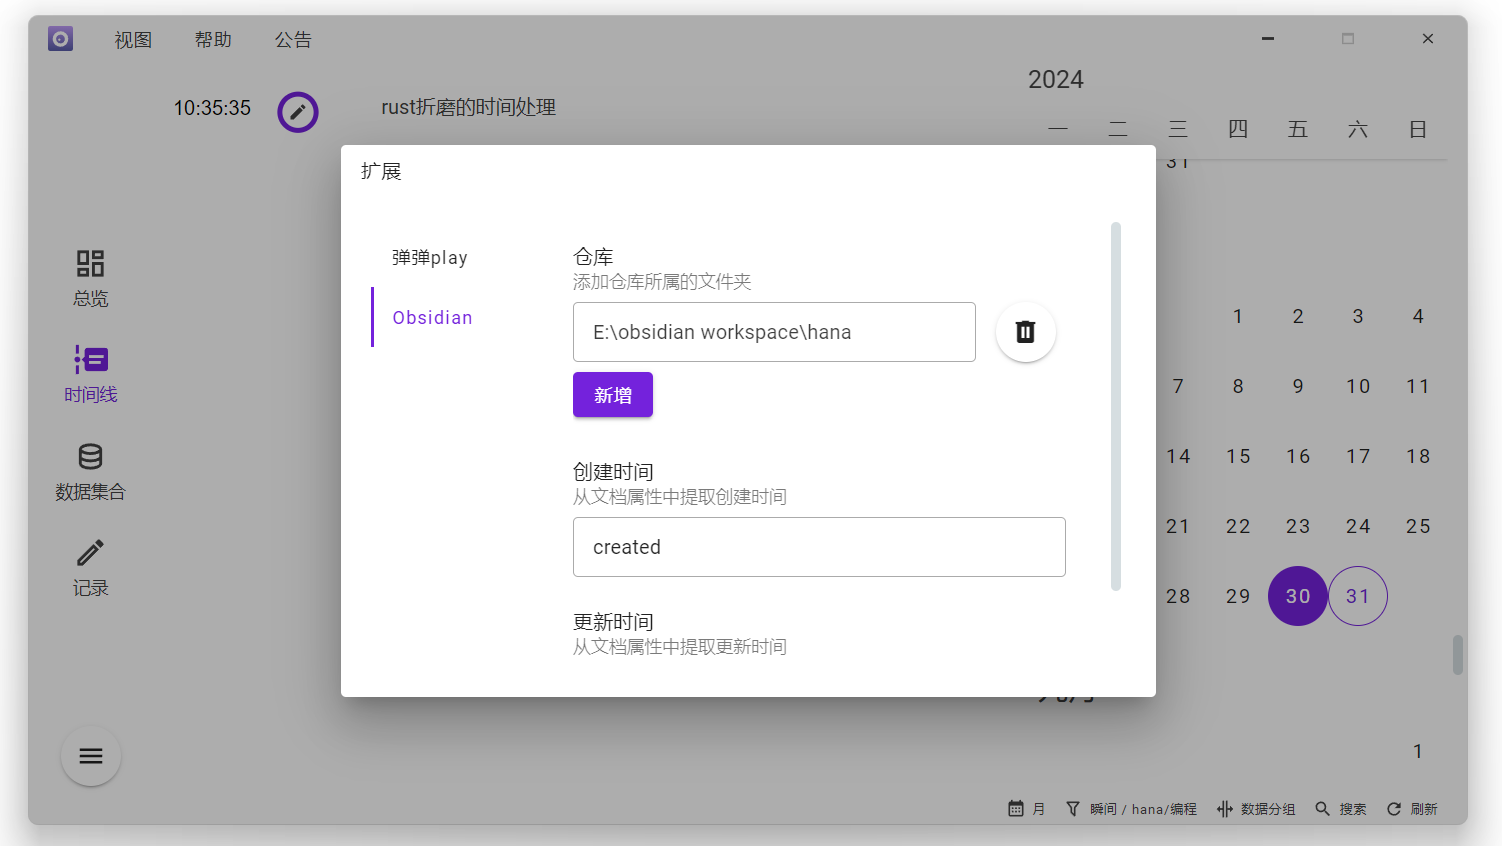 视图 帮助 公告
2024
10:35:35 rust折磨的时间处理
一 二 三 四 五 六 日
31
扩展
弹弹play
Obsidian
仓库
添加仓库所属的文件夹
E:\obsidian workspace\hana
新增
创建时间
从文档属性中提取创建时间
created
更新时间
从文档属性中提取更新时间
总览
时间线
数据集合
记录
1 2 3 4
7 8 9 10 11
14 15 16 17 18
21 22 23 24 25
28 29 30 31
1
月 瞬间 / hana/编程 数据分组 搜索 刷新